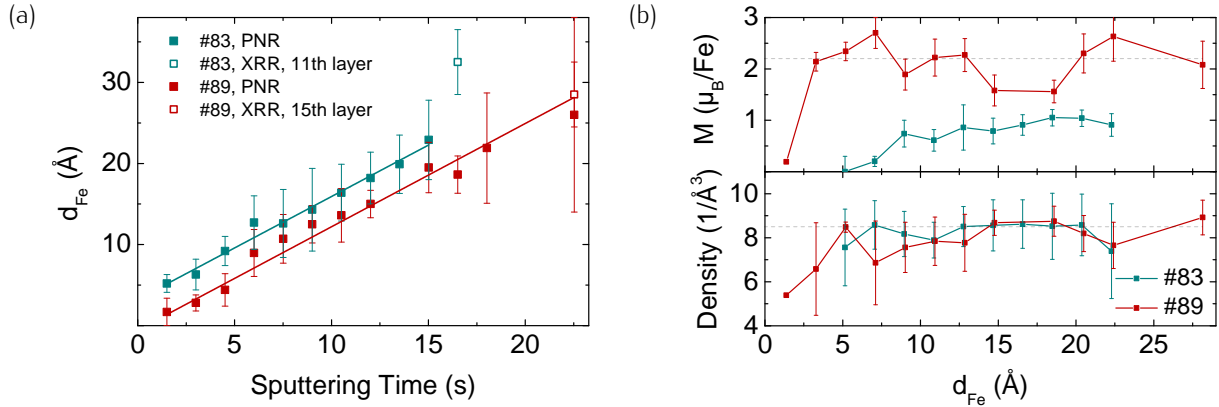 (a)
#83, PNR
#83, XRR, 11th layer
#89, PNR
#89, XRR, 15th layer
30
20
10
d_Fe (Å)
0 5 10 15 20
Sputtering Time (s)
(b)
3
2
1
M (μ_B/Fe)
10
8
6
4
Density (1/Å³)
#83
#89
0 5 10 15 20 25
d_Fe (Å)